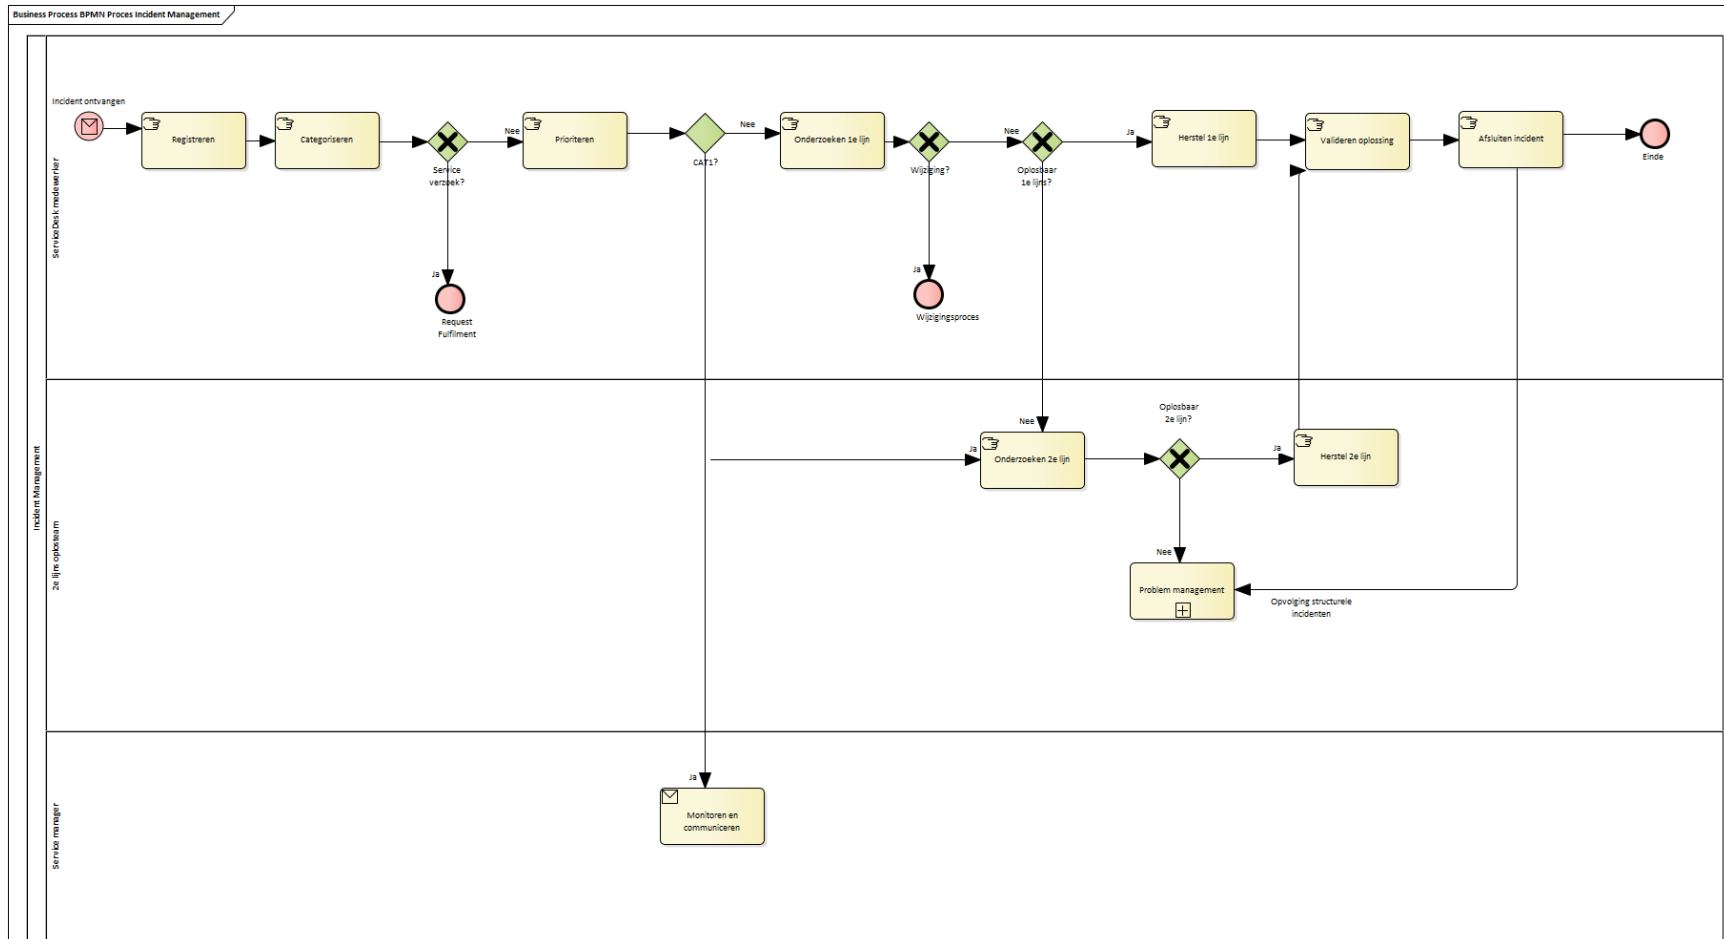 Business Process BPMN Proces Incident Management
Incident Management
ServiceDesk medewerker
Incident ontvangen
Registreren
Categoriseren
Service
verzoek?
Nee
Ja
Request
Fulfilment
Prioriteren
CAT1?
Nee
Onderzoeken 1e lijn
Wijziging?
Nee
Ja
Wijzigingsproces
Oplosbaar
1e lijns?
Ja
Herstel 1e lijn
Valideren oplossing
Afsluiten incident
Einde
2e lijns oplosteam
Nee
Ja
Onderzoeken 2e lijn
Oplosbaar
2e lijn?
Ja
Herstel 2e lijn
Nee
Problem management
Opvolging structurele
incidenten
Service manager
Ja
Monitoren en
communiceren